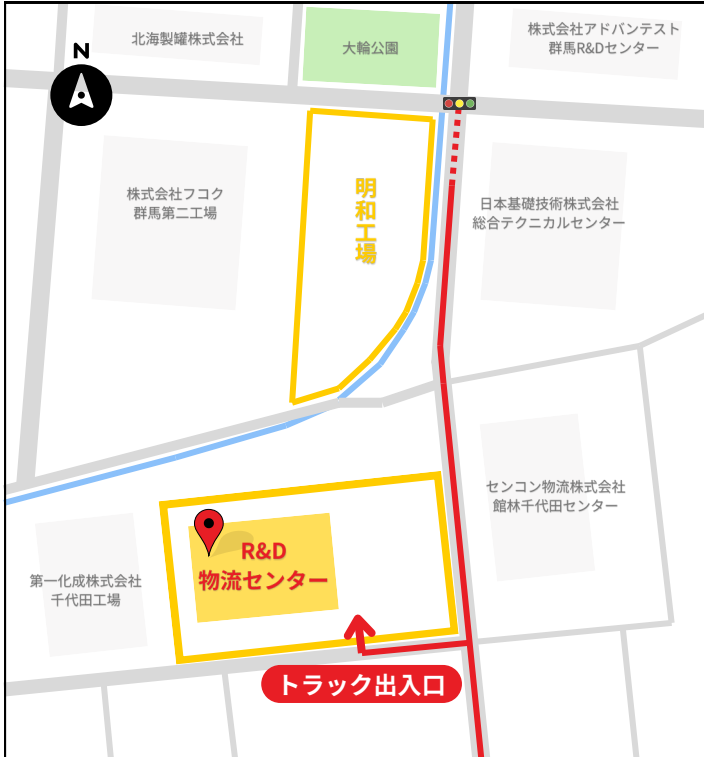 北海製罐株式会社
大輪公園
株式会社アドバンテスト
群馬R&Dセンター
N
株式会社フコク
群馬第二工場
明和工場
日本基礎技術株式会社
総合テクニカルセンター
センコン物流株式会社
館林千代田センター
R&D
物流センター
第一化成株式会社
千代田工場
トラック出入口